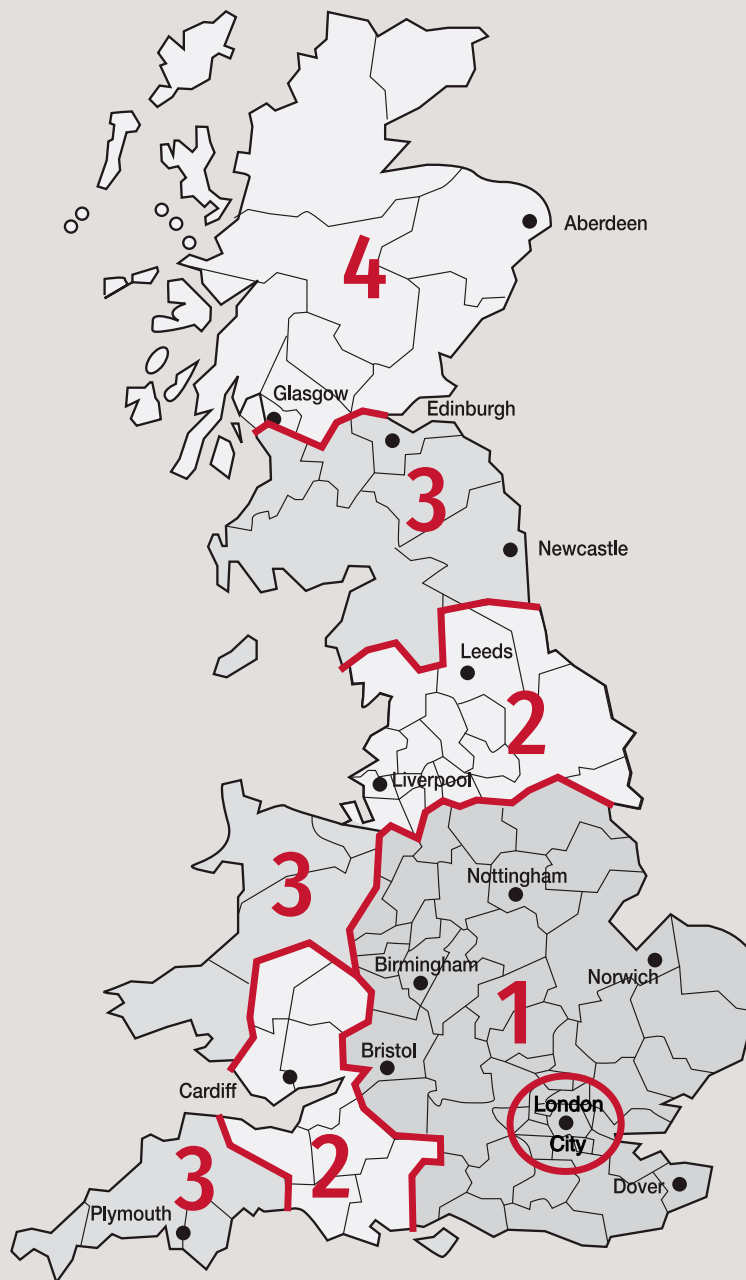 Aberdeen
4
Glasgow
Edinburgh
3
Newcastle
Leeds
2
Liverpool
3
Nottingham
Birmingham
Norwich
1
Bristol
Cardiff
London
City
2
3
Dover
Plymouth